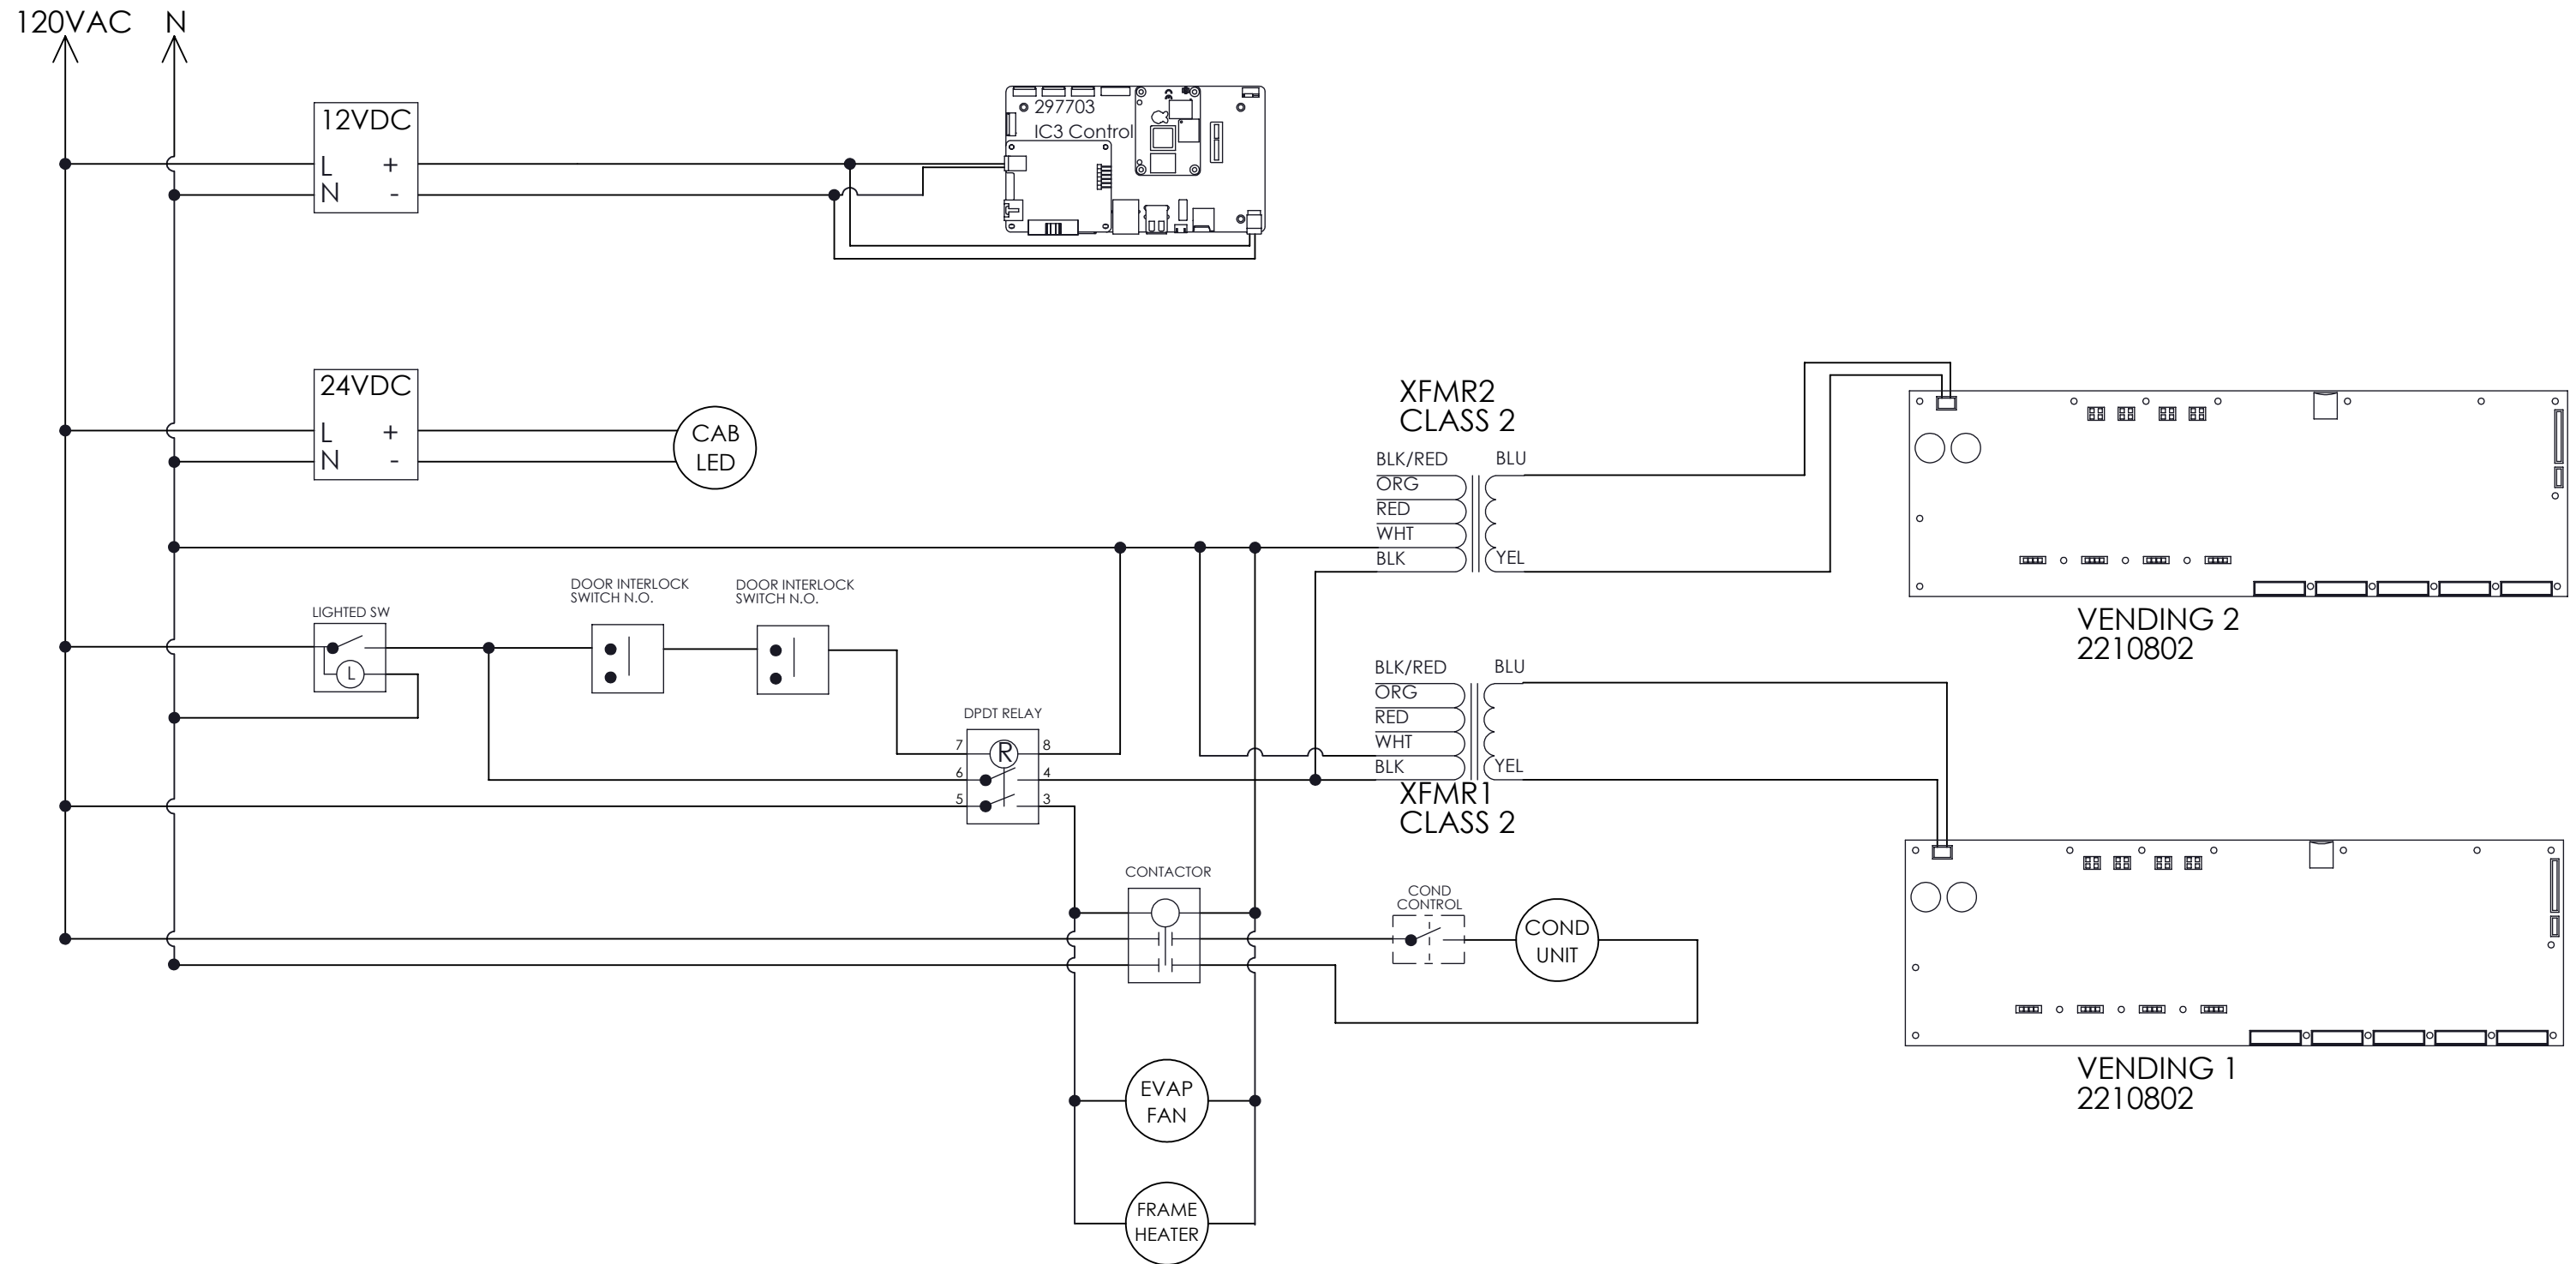 120VAC N
12VDC
L +
N -
297703
IC3 Control
24VDC
L +
N -
CAB
LED
XFMR2
CLASS 2
BLK/RED BLU
ORG
RED
WHT
BLK YEL
VENDING 2
2210802
LIGHTED SW
L
DOOR INTERLOCK
SWITCH N.O.
DOOR INTERLOCK
SWITCH N.O.
DPDT RELAY
7 R 8
6 4
5 3
BLK/RED BLU
ORG
RED
WHT
BLK YEL
XFMR1
CLASS 2
CONTACTOR
COND
CONTROL
COND
UNIT
VENDING 1
2210802
EVAP
FAN
FRAME
HEATER